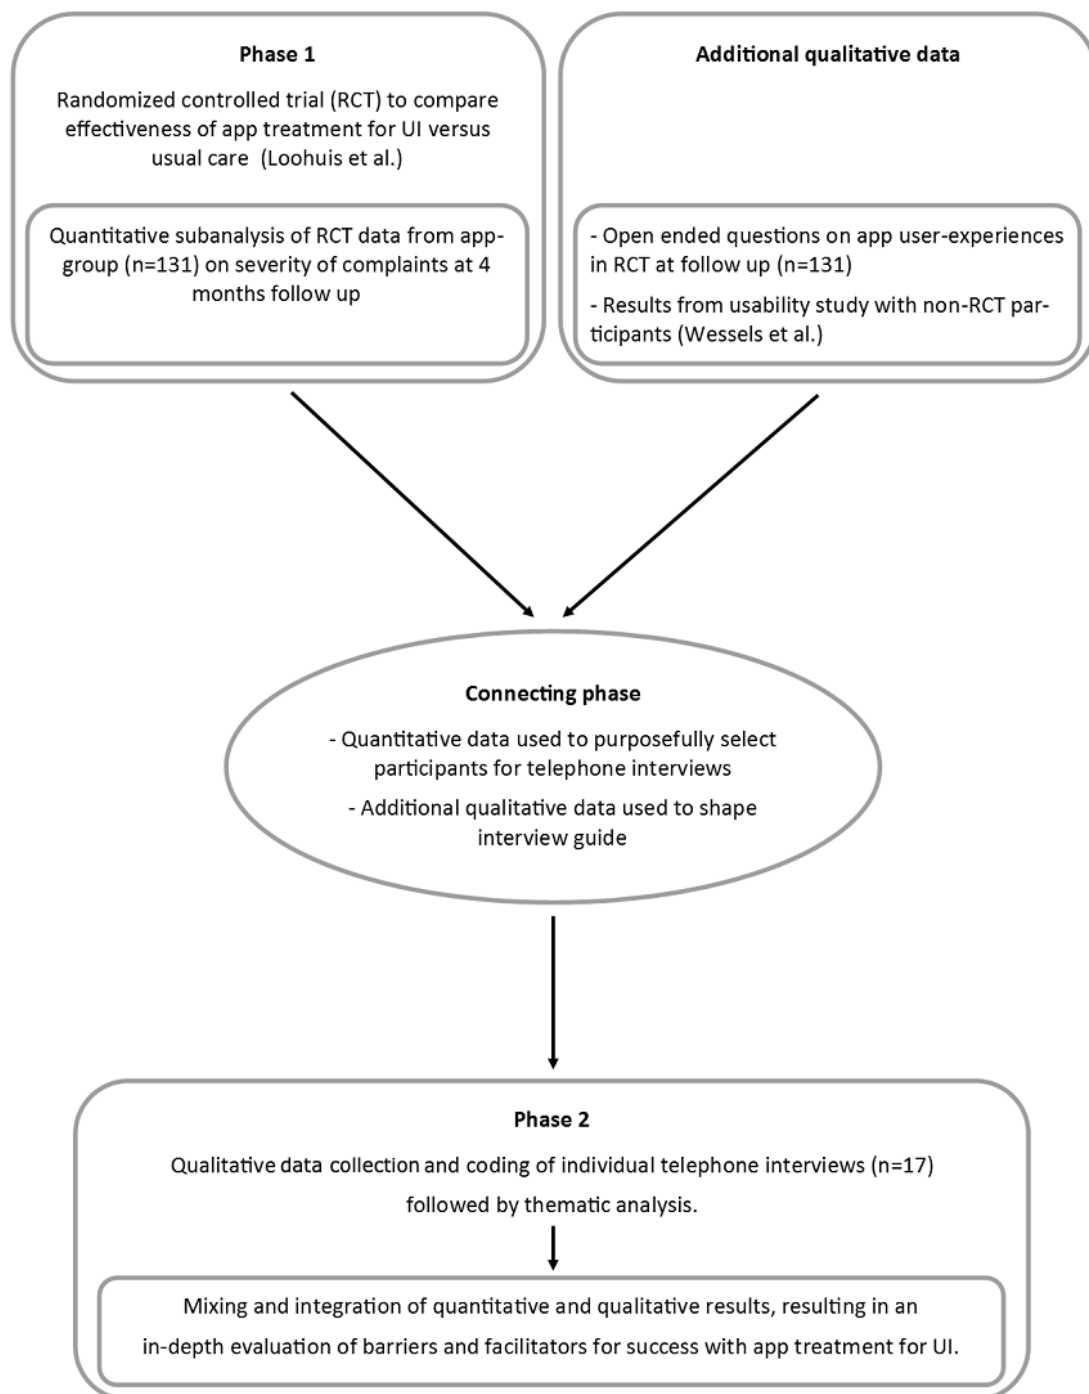 Phase 1
Randomized controlled trial (RCT) to compare
effectiveness of app treatment for UI versus
usual care (Loohuis et al.)
Quantitative subanalysis of RCT data from app-
group (n=131) on severity of complaints at 4
months follow up
Additional qualitative data
- Open ended questions on app user-experiences
in RCT at follow up (n=131)
- Results from usability study with non-RCT par-
ticipants (Wessels et al.)
Connecting phase
- Quantitative data used to purposefully select
participants for telephone interviews
- Additional qualitative data used to shape
interview guide
Phase 2
Qualitative data collection and coding of individual telephone interviews (n=17)
followed by thematic analysis.
Mixing and integration of quantitative and qualitative results, resulting in an
in-depth evaluation of barriers and facilitators for success with app treatment for UI.